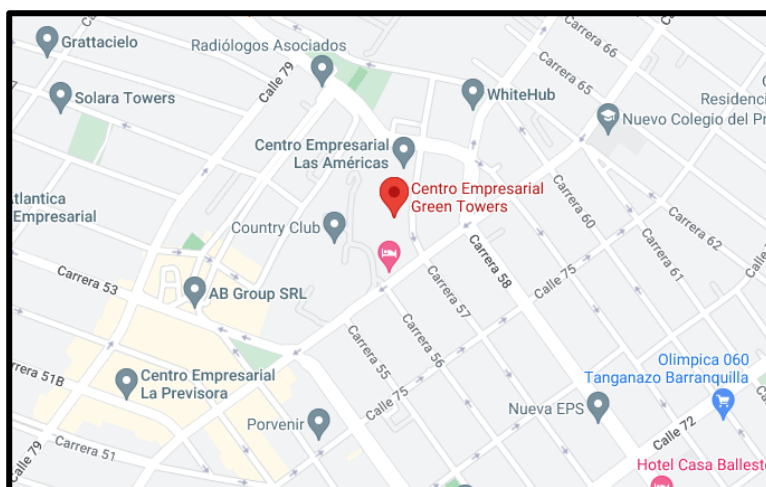 Grattacielo
Radiólogos Asociados
Calle 79
Carrera 66
Carrera 65
Solara Towers
WhiteHub
Residenci
Nuevo Colegio del Pr
Centro Empresarial
Las Américas
Centro Empresarial
Green Towers
Atlantica
Empresarial
Country Club
Carrera 60
Carrera 62
Carrera 58
Carrera 61
Carrera 53
AB Group SRL
Calle 75
Carrera 57
Carrera 56
Carrera 55
Olimpica 060
Tanganazo Barranquilla
Carrera 51B
Centro Empresarial
La Previsora
Calle 75
Nueva EPS
Porvenir
Calle 72
Carrera 51
Calle 79
Hotel Casa Ballest